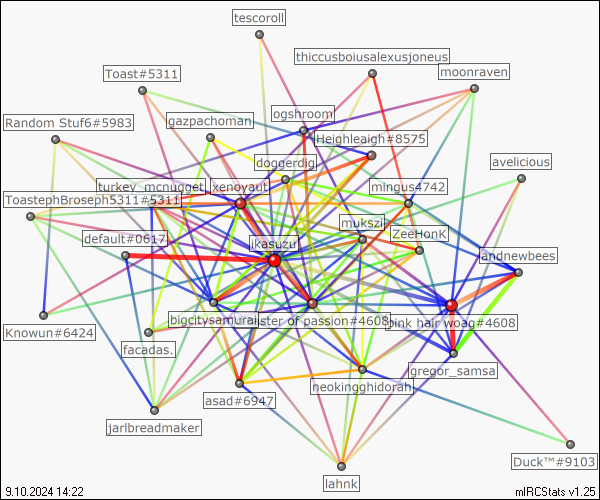 tescoroll
thiccusboiusalexusjoneus
Toast#5311
moonraven
gazpachoman
ogshroom
Random Stuf6#5983
Heighleaigh#8575
doggerdig
avelicious
turkey_mcnugget
xenoyaut
mingus4742
ToastephBroseph5311#5311
mukszil
ZeeHonK
default#0617
ikasuzu
andnewbees
bigcitysamurai
ister of passion#4608
pink hair woag#4608
Knowun#6424
facadas.
gregor_samsa
neokingghidorah
asad#6947
jarlbreadmaker
Duck™#9103
lahnk
9.10.2024 14:22
mIRCStats v1.25